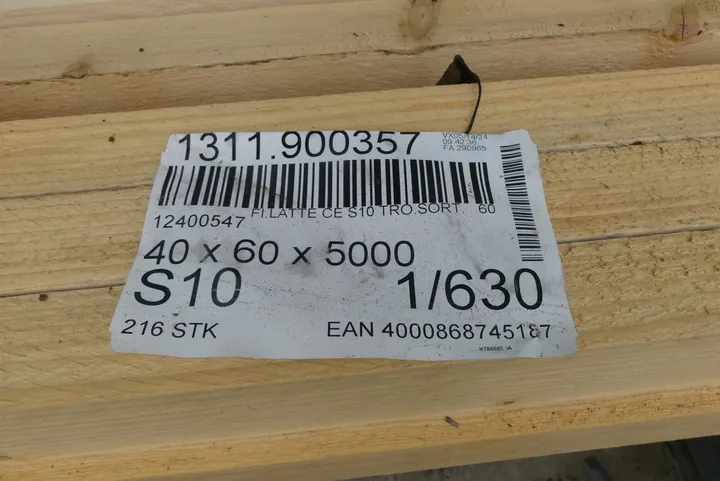 1311.900357
VX05/14/24
09.42.36
FA 290965
FI.LATTE CE S10 TRO.SORT. 60
12400547
40 x 60 x 5000
S10 1/630
216 STK EAN 4000868745187